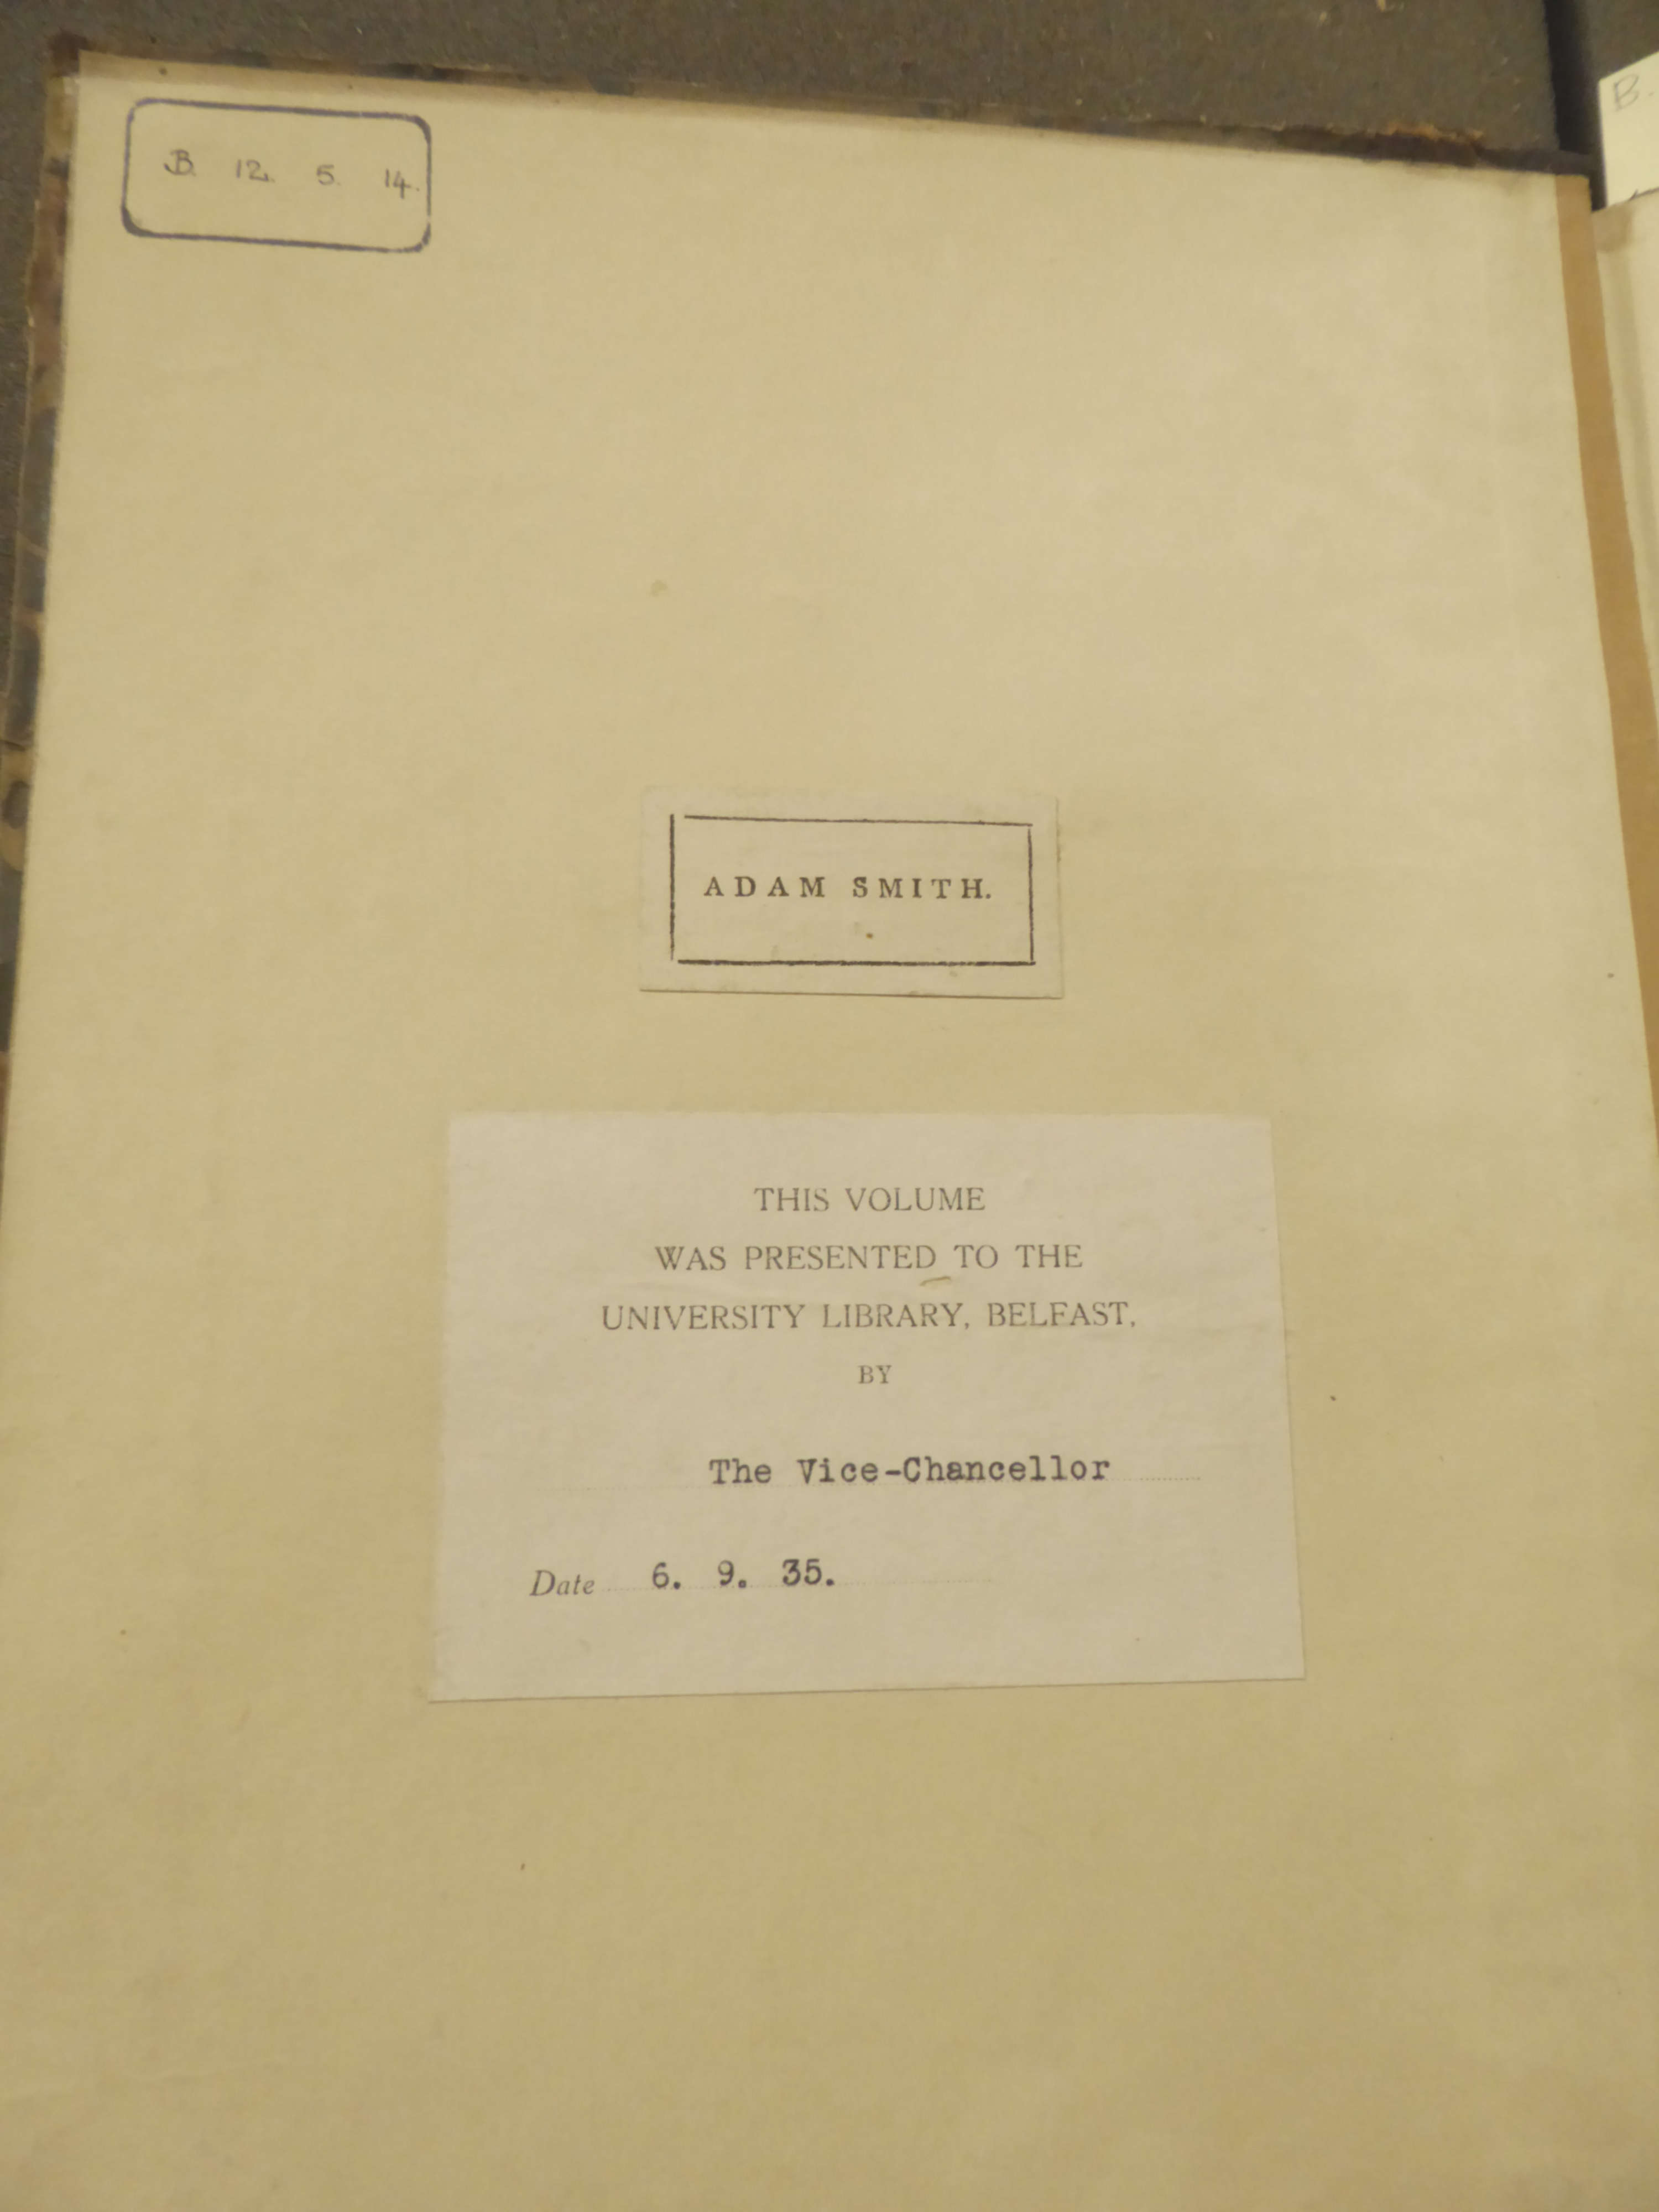 B. 12. 5. 14.
B.
ADAM SMITH.
THIS VOLUME
WAS PRESENTED TO THE
UNIVERSITY LIBRARY, BELFAST,
BY
The Vice-Chancellor
Date 6. 9. 35.